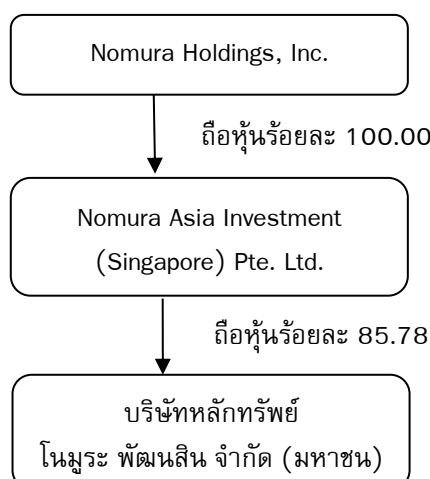 Nomura Holdings, Inc.
ถือหุ้นร้อยละ 100.00
Nomura Asia Investment
(Singapore) Pte. Ltd.
ถือหุ้นร้อยละ 85.78
บริษัทหลักทรัพย์
โนมูระ พัฒนสิน จำกัด (มหาชน)